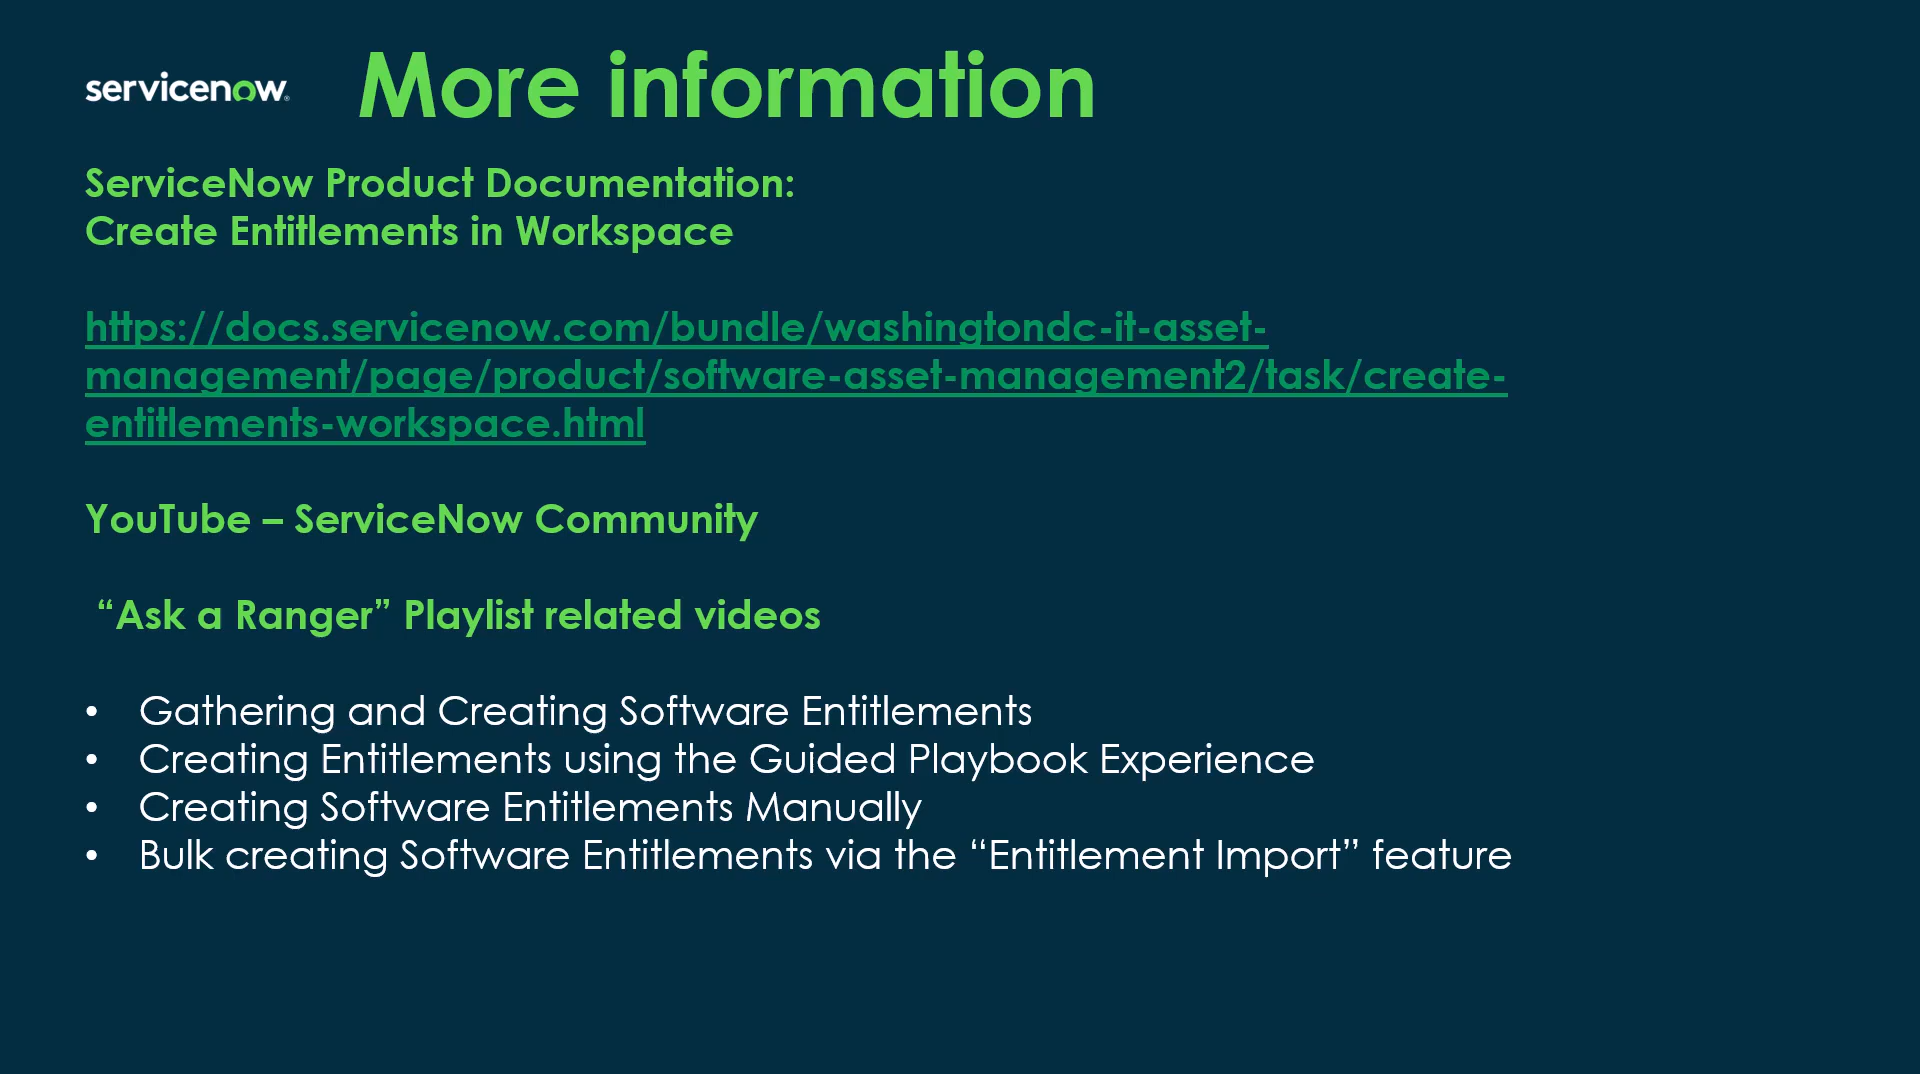 servicenow
More information
ServiceNow Product Documentation:
Create Entitlements in Workspace
https://docs.servicenow.com/bundle/washingtondc-it-asset-
management/page/product/software-asset-management2/task/create-
entitlements-workspace.html
YouTube – ServiceNow Community
“Ask a Ranger” Playlist related videos
• Gathering and Creating Software Entitlements
• Creating Entitlements using the Guided Playbook Experience
• Creating Software Entitlements Manually
• Bulk creating Software Entitlements via the “Entitlement Import” feature